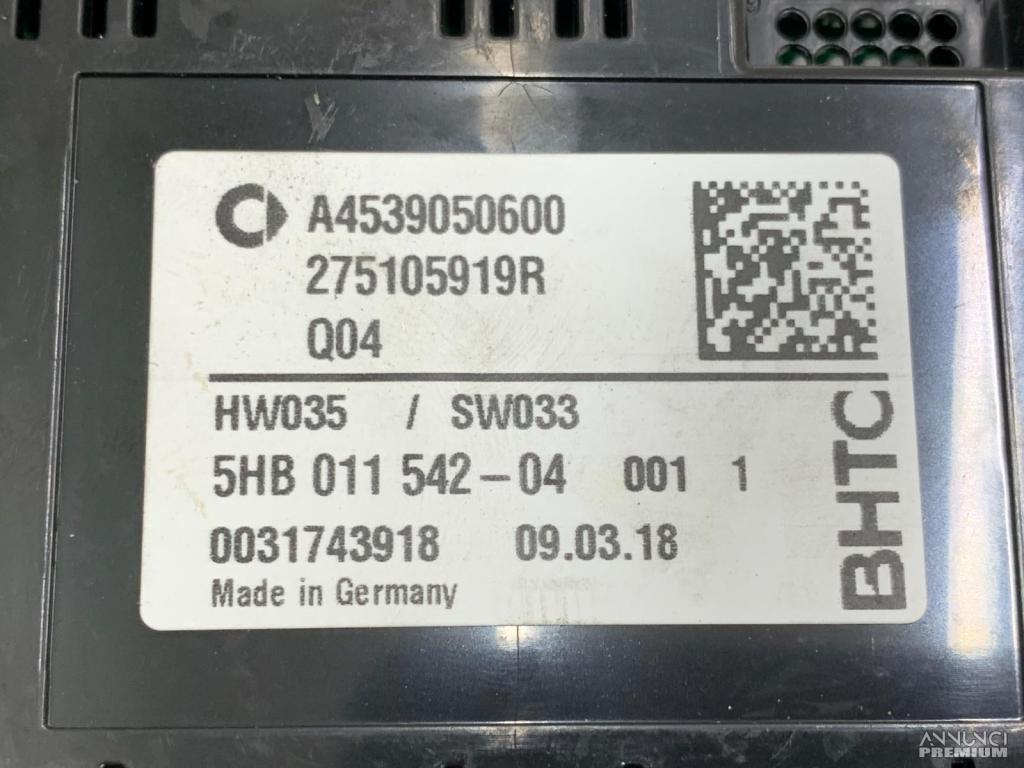 A4539050600
275105919R
Q04
HW035 / SW033
5HB 011 542-04 001 1
0031743918 09.03.18
Made in Germany
BHTC
ANNUNCI
PREMIUM